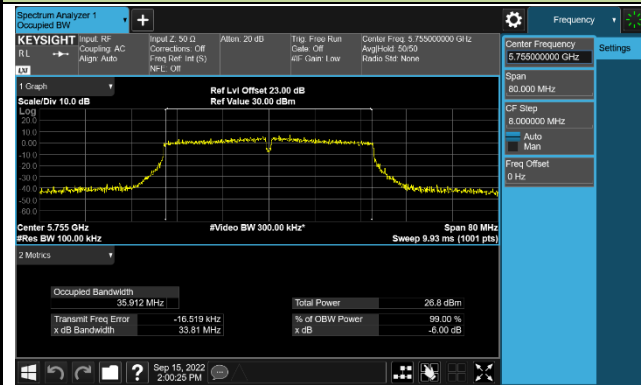 Spectrum Analyzer 1
Occupied BW
KEYSIGHT
RL
Input: RF
Coupling: AC
Align: Auto
Input Z: 50 Ω
Corrections: Off
Freq Ref: Int (S)
NFE: Off
Atten: 20 dB
Trig: Free Run
Gate: Off
#IF Gain: Low
Center Freq: 5.755000000 GHz
Avg|Hold: 50/50
Radio Std: None
1 Graph
Scale/Div 10.0 dB
Ref Lvl Offset 23.00 dB
Ref Value 30.00 dBm
Log
20.0
10.0
0.00
-10.0
-20.0
-30.0
-40.0
-50.0
-60.0
Center 5.755 GHz
#Res BW 100.00 kHz
#Video BW 300.00 kHz*
Span 80 MHz
Sweep 9.93 ms (1001 pts)
2 Metrics
Occupied Bandwidth
35.912 MHz
Total Power
26.8 dBm
Transmit Freq Error
-16.519 kHz
% of OBW Power
99.00 %
x dB Bandwidth
33.81 MHz
x dB
-6.00 dB
Sep 15, 2022
2:00:25 PM
Frequency
Center Frequency
5.755000000 GHz
Settings
Span
80.000 MHz
CF Step
8.000000 MHz
Auto
Man
Freq Offset
0 Hz